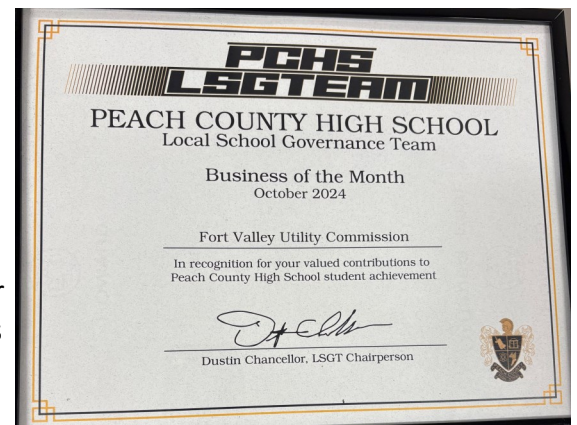 PCHS
LSGTEAM
PEACH COUNTY HIGH SCHOOL
Local School Governance Team
Business of the Month
October 2024
Fort Valley Utility Commission
In recognition for your valued contributions to
Peach County High School student achievement
Dustin Chancellor, LSGT Chairperson